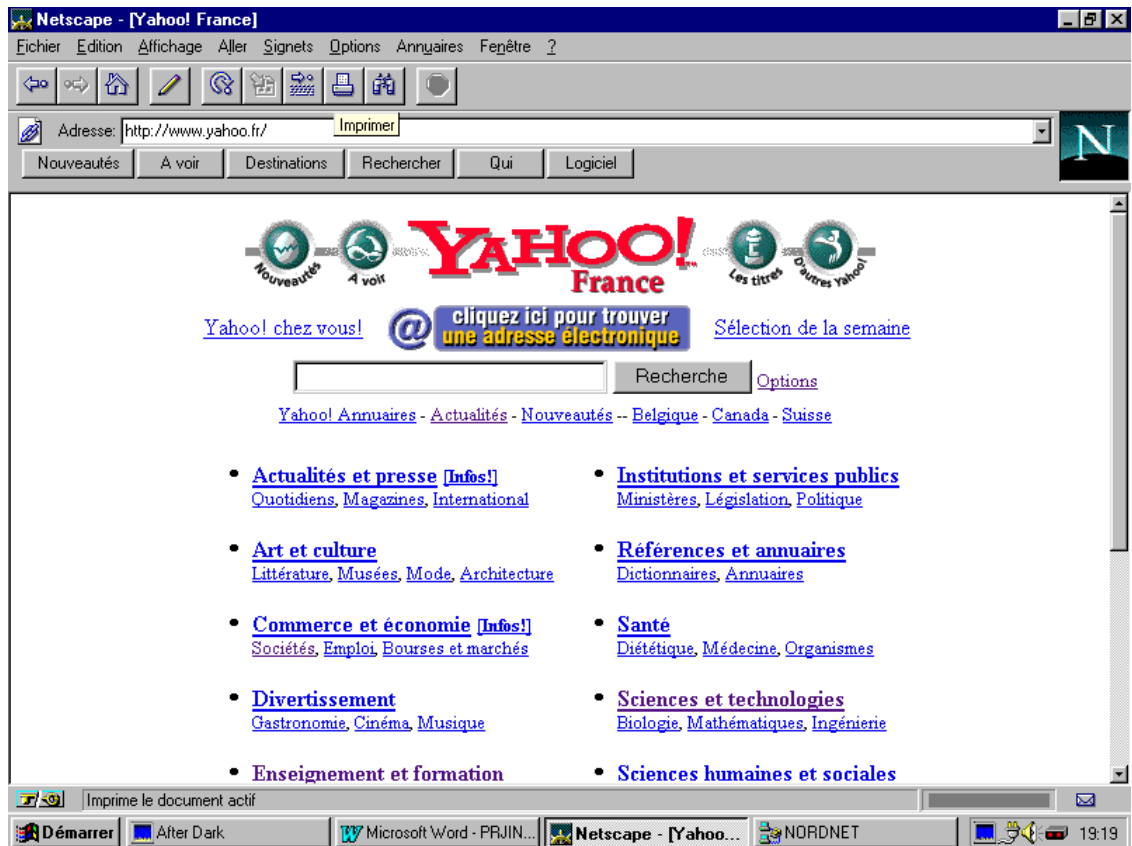 Netscape - [Yahoo! France]
Fichier Edition Affichage Aller Signets Options Annuaires Fenêtre ?
Adresse: http://www.yahoo.fr/
Imprimer
N
Nouveautés A voir Destinations Rechercher Qui Logiciel
Nouveautés A voir YAHOO! France Les titres D'autres Yahoo!
Yahoo! chez vous! @ cliquez ici pour trouver une adresse électronique Sélection de la semaine
Recherche Options
Yahoo! Annuaires - Actualités - Nouveautés -- Belgique - Canada - Suisse
Actualités et presse [Infos!]
Quotidiens, Magazines, International
Institutions et services publics
Ministères, Législation, Politique
Art et culture
Littérature, Musées, Mode, Architecture
Références et annuaires
Dictionnaires, Annuaires
Commerce et économie [Infos!]
Sociétés, Emploi, Bourses et marchés
Santé
Diététique, Médecine, Organismes
Divertissement
Gastronomie, Cinéma, Musique
Sciences et technologies
Biologie, Mathématiques, Ingénierie
Enseignement et formation
Sciences humaines et sociales
Imprime le document actif
Démarrer After Dark Microsoft Word - PRJIN... Netscape - [Yahoo... NORDNET 19:19